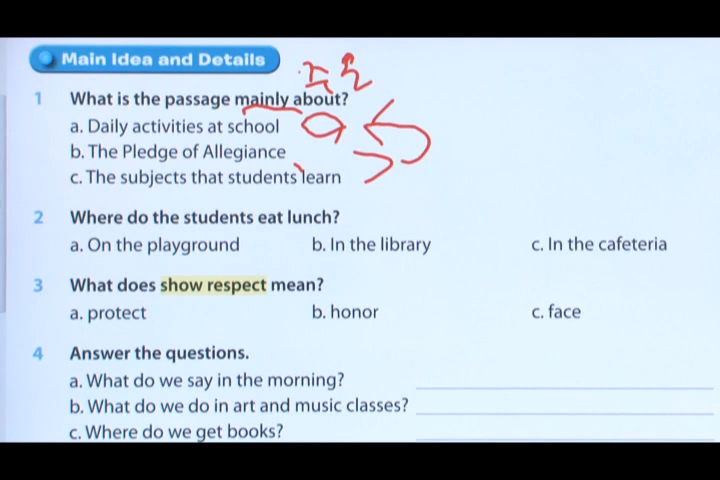 Main Idea and Details
1 What is the passage mainly about?
a. Daily activities at school
b. The Pledge of Allegiance
c. The subjects that students learn
2 Where do the students eat lunch?
a. On the playground b. In the library c. In the cafeteria
3 What does show respect mean?
a. protect b. honor c. face
4 Answer the questions.
a. What do we say in the morning?
b. What do we do in art and music classes?
c. Where do we get books?